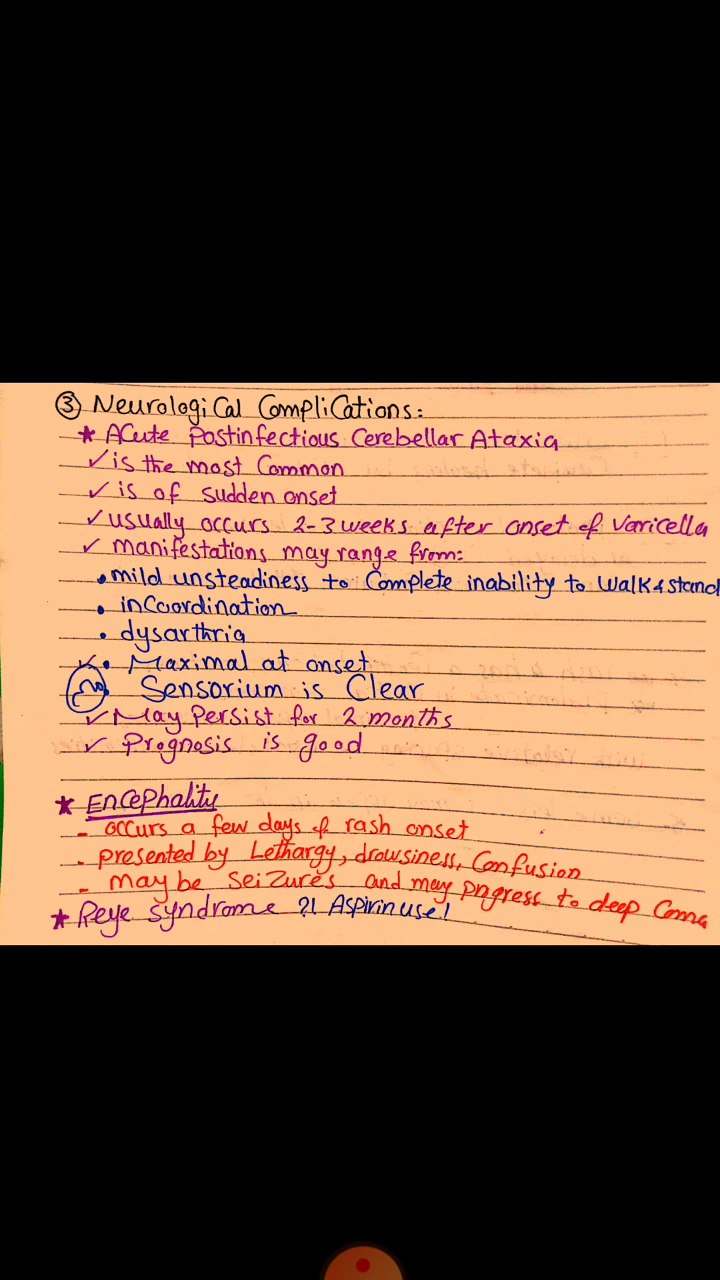 ③ Neurological Complications:
* Acute Postinfectious Cerebellar Ataxia
✓ is the most Common
✓ is of sudden onset
✓ usually occurs 2-3 weeks after onset of Varicella
✓ manifestations may range from:
• mild unsteadiness to Complete inability to walk & stand
• incoordination
• dysarthria
✓ • Maximal at onset
Sensorium is Clear
✓ May Persist for 2 months
✓ Prognosis is good
* Encephality
- occurs a few days of rash onset
- presented by Lethargy, drowsiness, Confusion
- may be seizures and may progress to deep Coma
* Reye syndrome ?! Aspirin use!